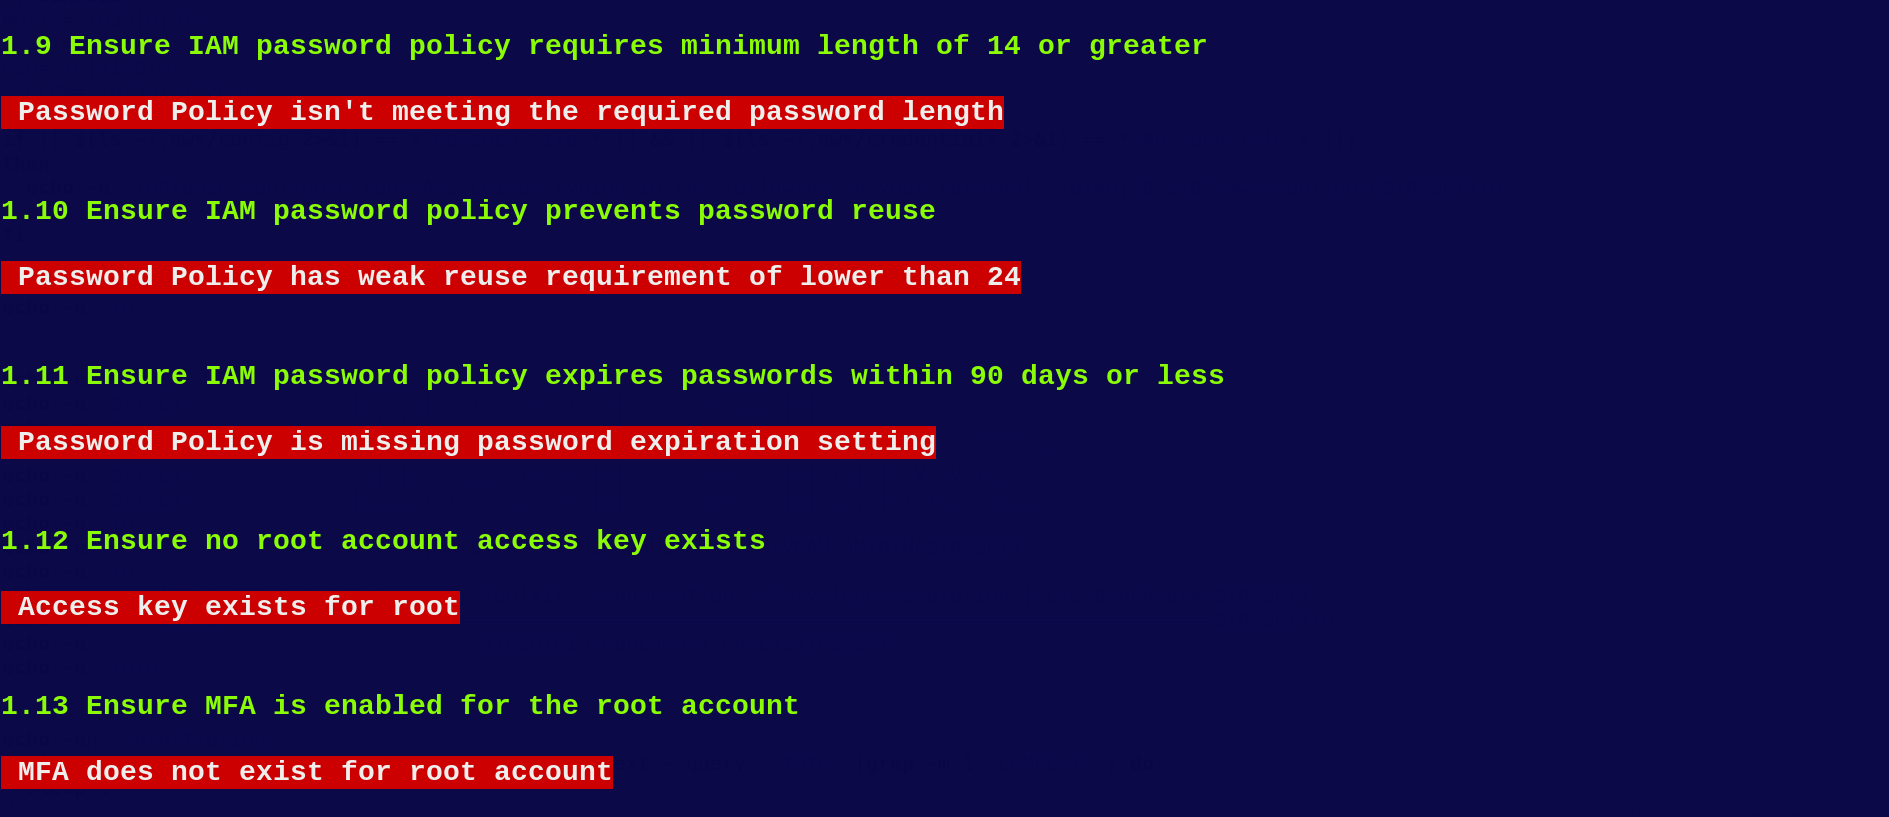 1.9 Ensure IAM password policy requires minimum length of 14 or greater
Password Policy isn't meeting the required password length
1.10 Ensure IAM password policy prevents password reuse
Password Policy has weak reuse requirement of lower than 24
1.11 Ensure IAM password policy expires passwords within 90 days or less
Password Policy is missing password expiration setting
1.12 Ensure no root account access key exists
Access key exists for root
1.13 Ensure MFA is enabled for the root account
MFA does not exist for root account